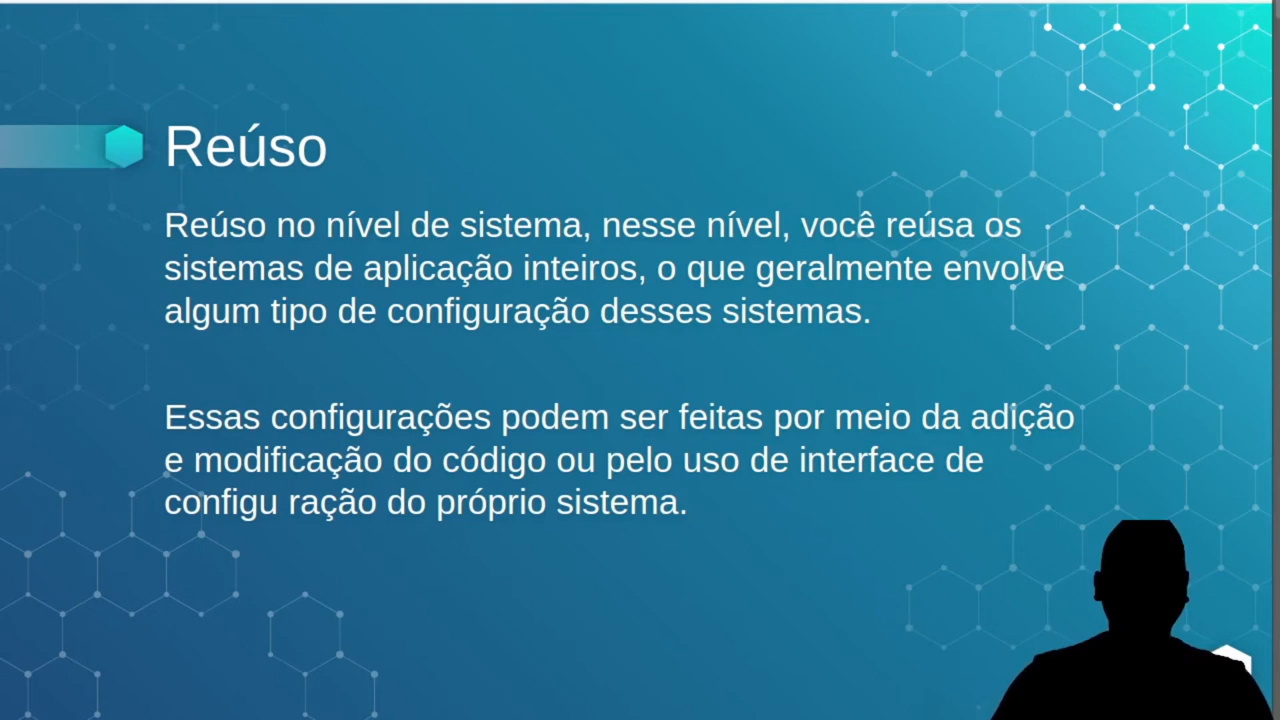 Reúso
Reúso no nível de sistema, nesse nível, você reúsa os
sistemas de aplicação inteiros, o que geralmente envolve
algum tipo de configuração desses sistemas.
Essas configurações podem ser feitas por meio da adição
e modificação do código ou pelo uso de interface de
configu ração do próprio sistema.